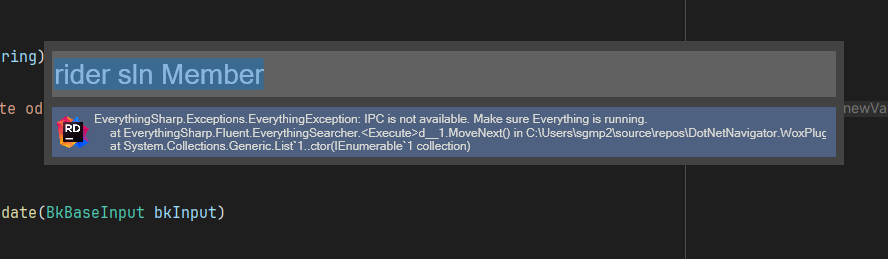 ring)
rider sln Member
te od
newVa
EverythingSharp.Exceptions.EverythingException: IPC is not available. Make sure Everything is running.
RD
at EverythingSharp.Fluent.EverythingSearcher.<Execute>d__1.MoveNext() in C:\Users\sgmp2\source\repos\DotNetNavigator.WoxPlug
at System.Collections.Generic.List`1..ctor(IEnumerable`1 collection)
date(BkBaseInput bkInput)